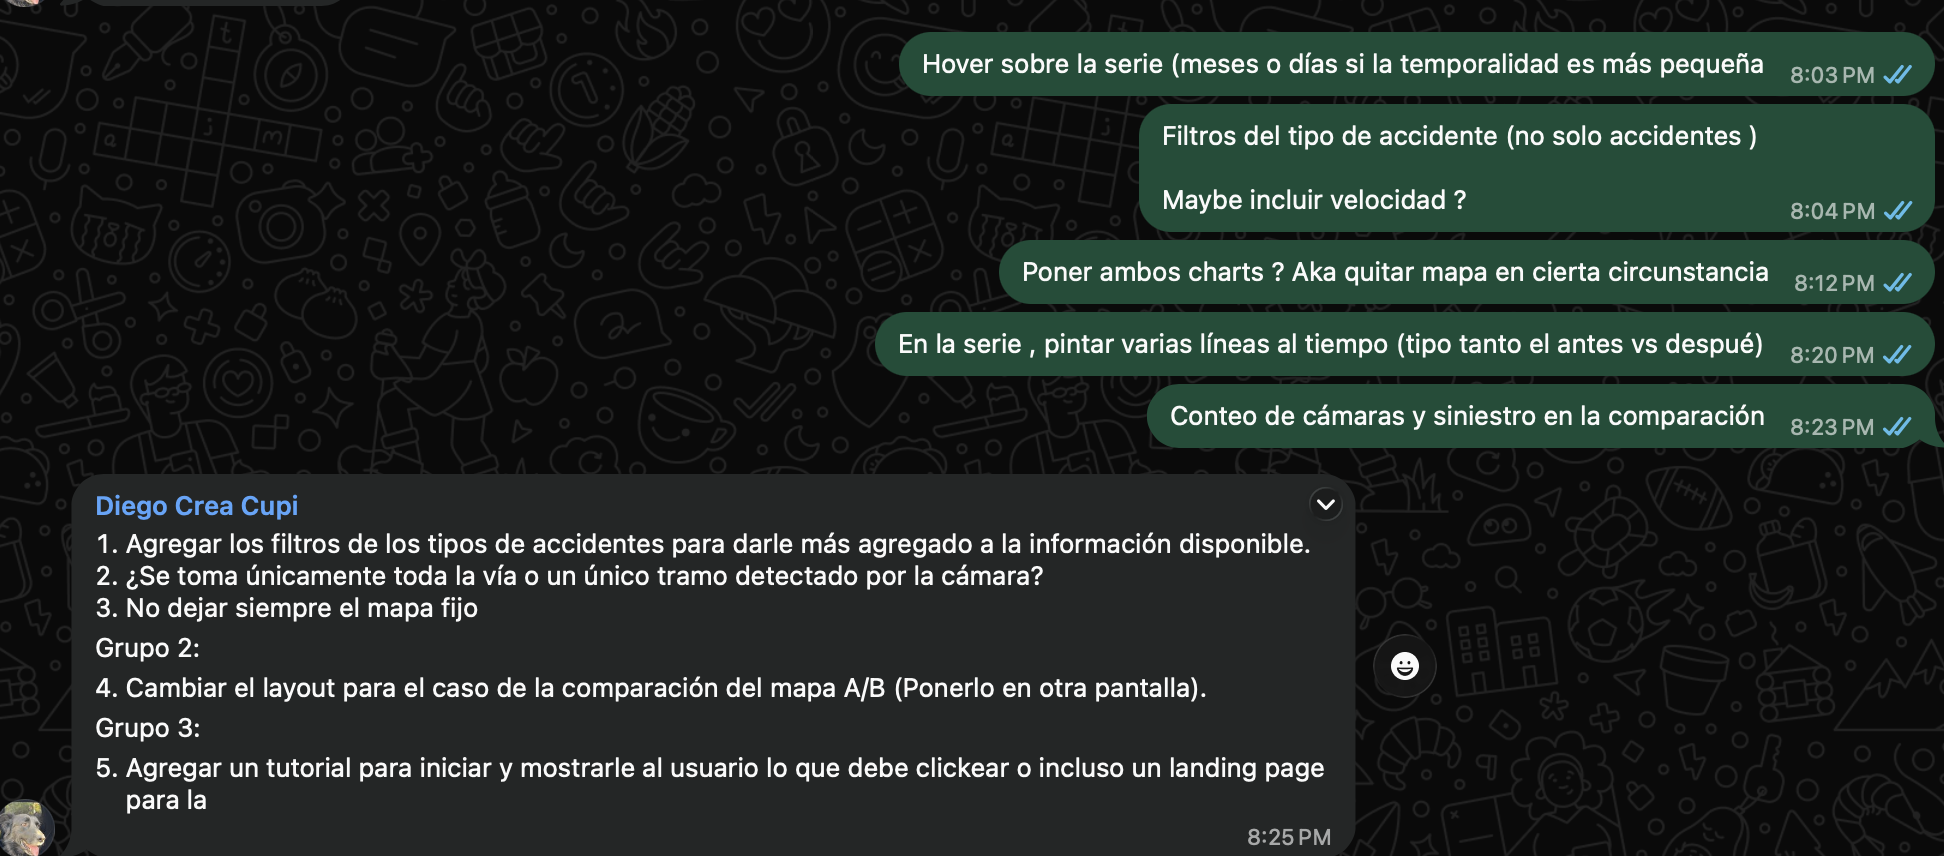 Hover sobre la serie (meses o días si la temporalidad es más pequeña
8:03 PM
Filtros del tipo de accidente (no solo accidentes )
Maybe incluir velocidad ?
8:04 PM
Poner ambos charts ? Aka quitar mapa en cierta circunstancia
8:12 PM
En la serie , pintar varias líneas al tiempo (tipo tanto el antes vs despué)
8:20 PM
Conteo de cámaras y siniestro en la comparación
8:23 PM
Diego Crea Cupi
1. Agregar los filtros de los tipos de accidentes para darle más agregado a la información disponible.
2. ¿Se toma únicamente toda la vía o un único tramo detectado por la cámara?
3. No dejar siempre el mapa fijo
Grupo 2:
4. Cambiar el layout para el caso de la comparación del mapa A/B (Ponerlo en otra pantalla).
Grupo 3:
5. Agregar un tutorial para iniciar y mostrarle al usuario lo que debe clickear o incluso un landing page
para la
8:25 PM